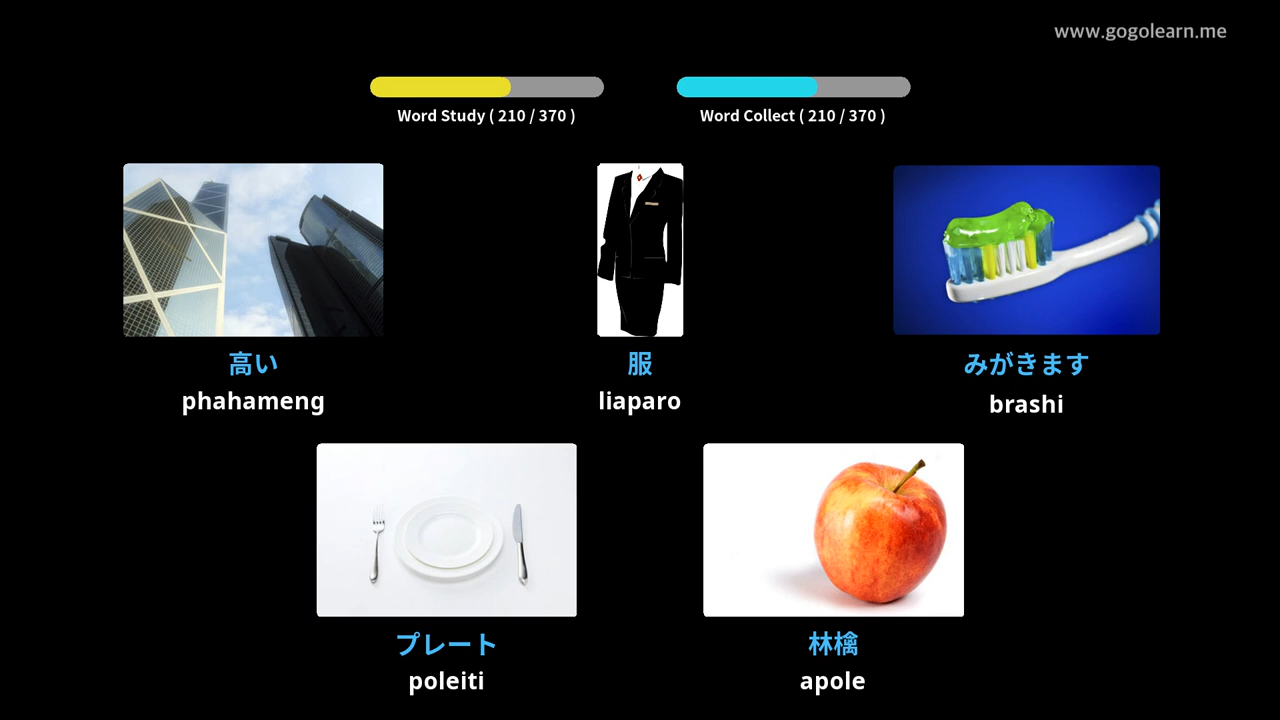 www.gogolearn.me
Word Study ( 210 / 370 )
Word Collect ( 210 / 370 )
高い
phahameng
服
liaparo
みがきます
brashi
プレート
poleiti
林檎
apole